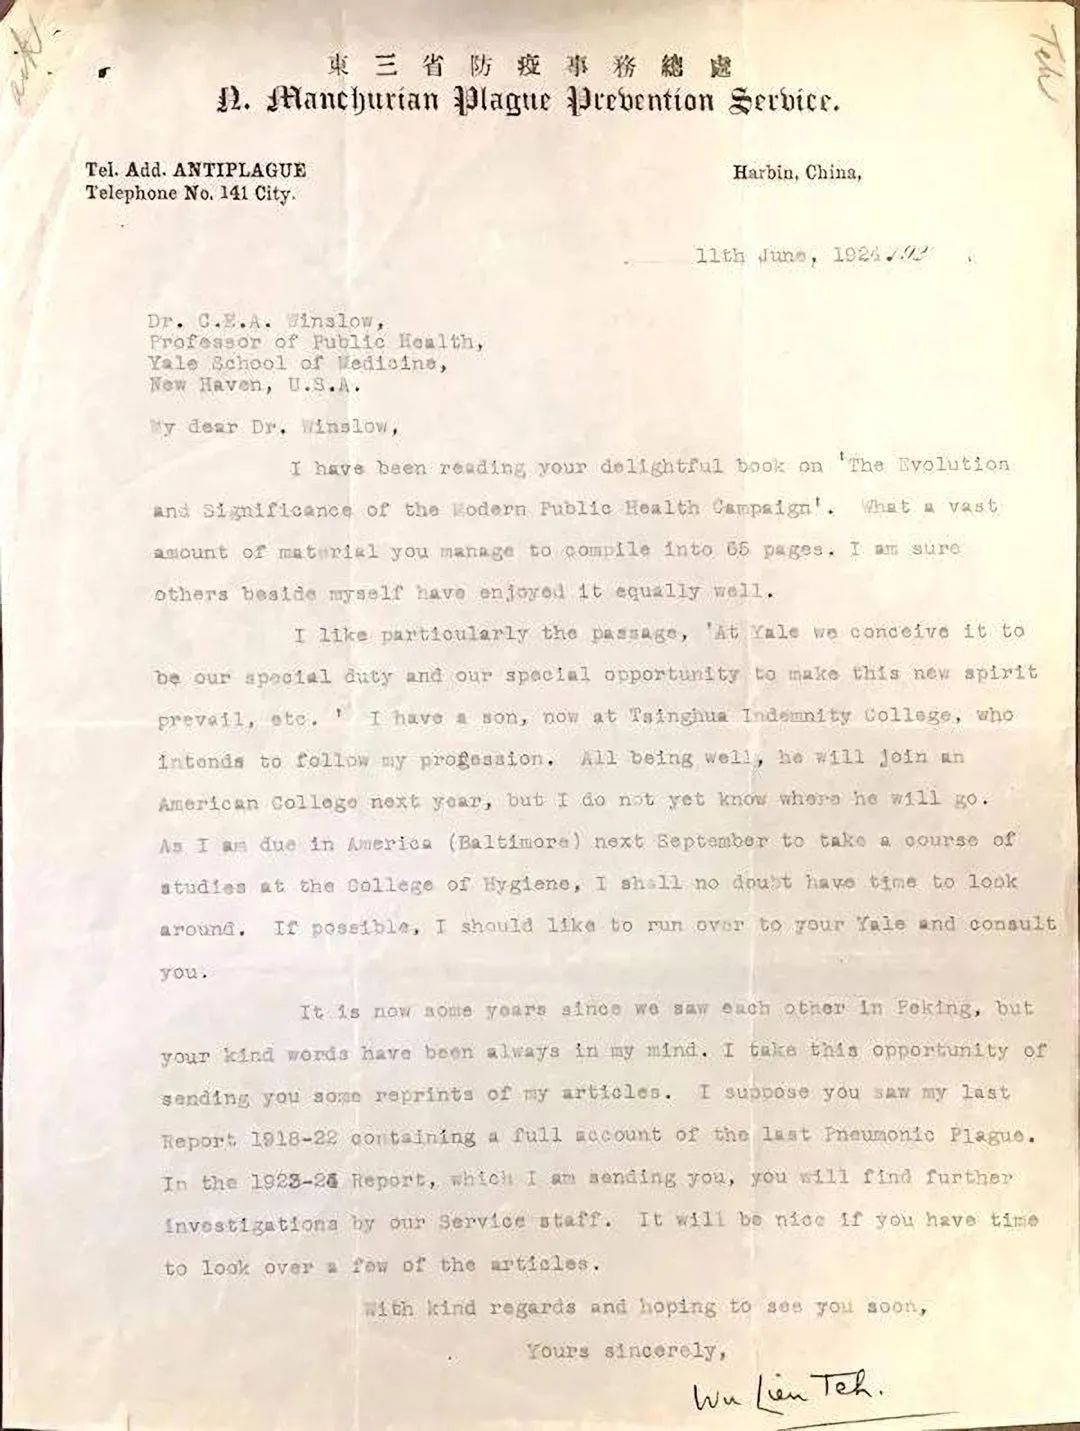 Teh
東三省防疫事務總處
N. Manchurian Plague Prevention Service.
Tel. Add. ANTIPLAGUE
Telephone No. 141 City.
Harbin, China,
11th June, 1924 192
Dr. C.E.A. Winslow,
Professor of Public Health,
Yale School of Medicine,
New Haven, U.S.A.
My dear Dr. Winslow,
I have been reading your delightful book on 'The Evolution
and Significance of the Modern Public Health Campaign'. What a vast
amount of material you manage to compile into 65 pages. I am sure
others beside myself have enjoyed it equally well.
I like particularly the passage, 'At Yale we conceive it to
be our special duty and our special opportunity to make this new spirit
prevail, etc. ' I have a son, now at Tsinghua Indemnity College, who
intends to follow my profession. All being well, he will join an
American College next year, but I do not yet know where he will go.
As I am due in America (Baltimore) next September to take a course of
studies at the College of Hygiene, I shall no doubt have time to look
around. If possible, I should like to run over to your Yale and consult
you.
It is now some years since we saw each other in Peking, but
your kind words have been always in my mind. I take this opportunity of
sending you some reprints of my articles. I suppose you saw my last
Report 1918-22 containing a full account of the last Pneumonic Plague.
In the 1923-24 Report, which I am sending you, you will find further
investigations by our Service staff. It will be nice if you have time
to look over a few of the articles.
With kind regards and hoping to see you soon,
Yours sincerely,
Wu Lien Teh.